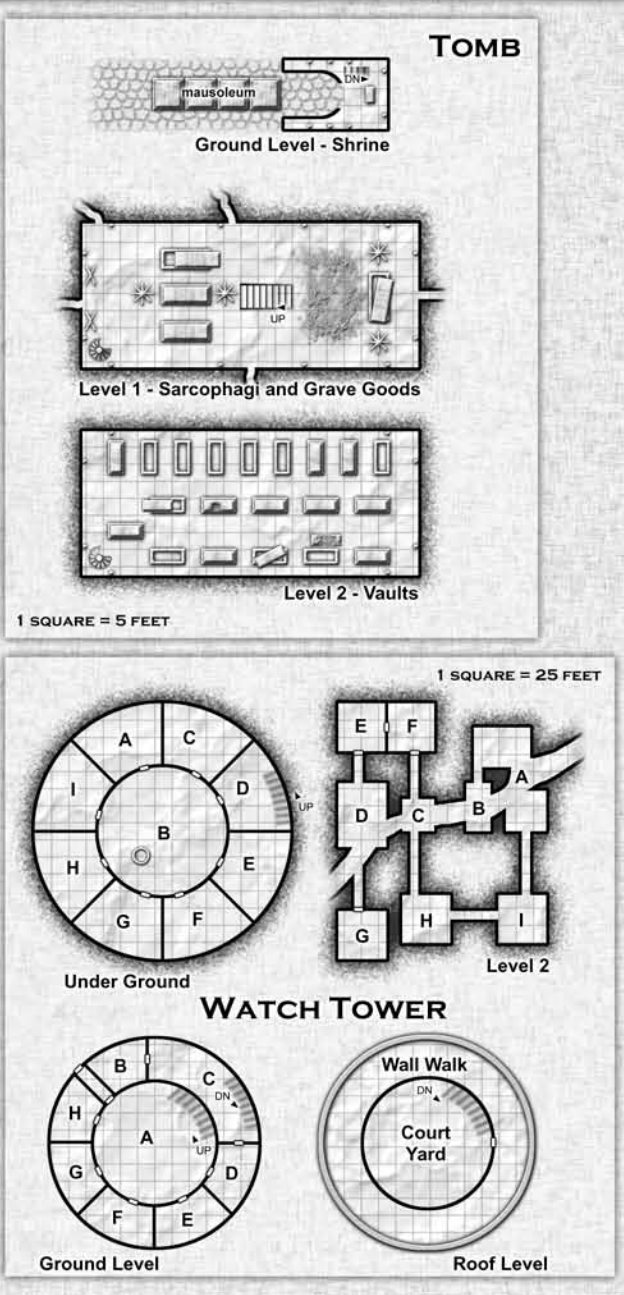 TOMB
mausoleum
DN
Ground Level - Shrine
UP
Level 1 - Sarcophagi and Grave Goods
Level 2 - Vaults
1 SQUARE = 5 FEET
1 SQUARE = 25 FEET
A
C
I
D
UP
B
H
E
G
F
Under Ground
E
F
A
D
C
B
G
H
I
Level 2
WATCH TOWER
B
C
DN
H
A
UP
G
D
F
E
Ground Level
Wall Walk
DN
Court
Yard
Roof Level